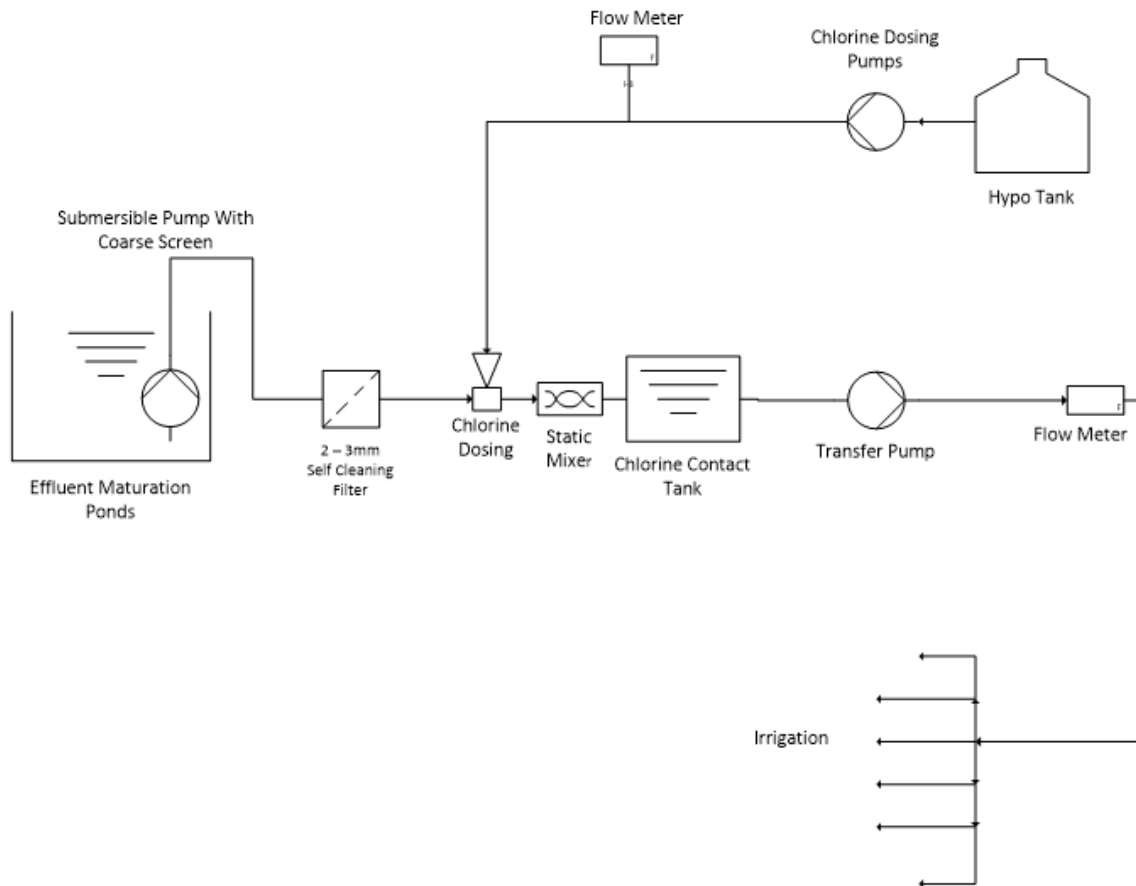 Flow Meter
F
Chlorine Dosing
Pumps
Hypo Tank
Submersible Pump With
Coarse Screen
Effluent Maturation
Ponds
2 – 3mm
Self Cleaning
Filter
Chlorine
Dosing
Static
Mixer
Chlorine Contact
Tank
Transfer Pump
F
Flow Meter
Irrigation